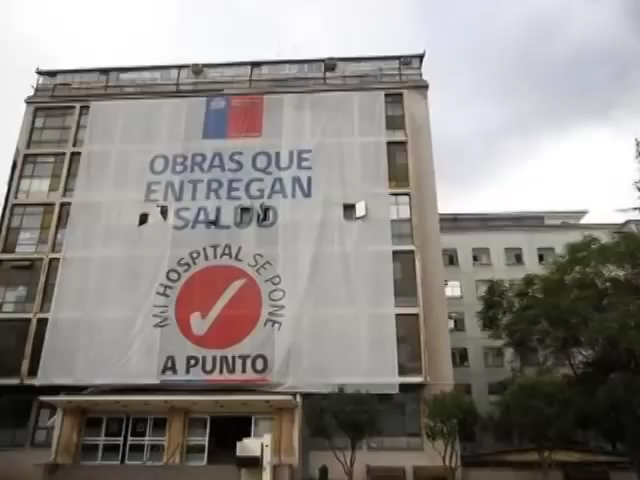 OBRAS QUE
ENTREGAN
SALUD
MI HOSPITAL SE PONE
A PUNTO